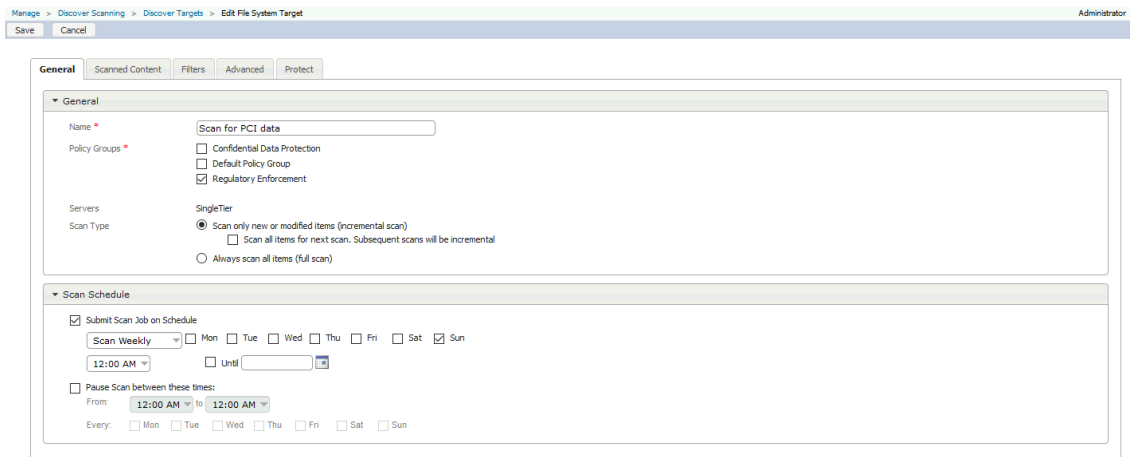 Manage > Discover Scanning > Discover Targets > Edit File System Target Administrator
Save Cancel
General Scanned Content Filters Advanced Protect
General
Name * Scan for PCI data
Policy Groups * Confidential Data Protection
Default Policy Group
Regulatory Enforcement
Servers SingleTier
Scan Type Scan only new or modified items (incremental scan)
Scan all items for next scan. Subsequent scans will be incremental
Always scan all items (full scan)
Scan Schedule
Submit Scan Job on Schedule
Scan Weekly Mon Tue Wed Thu Fri Sat Sun
12:00 AM Until
Pause Scan between these times:
From: 12:00 AM to 12:00 AM
Every: Mon Tue Wed Thu Fri Sat Sun